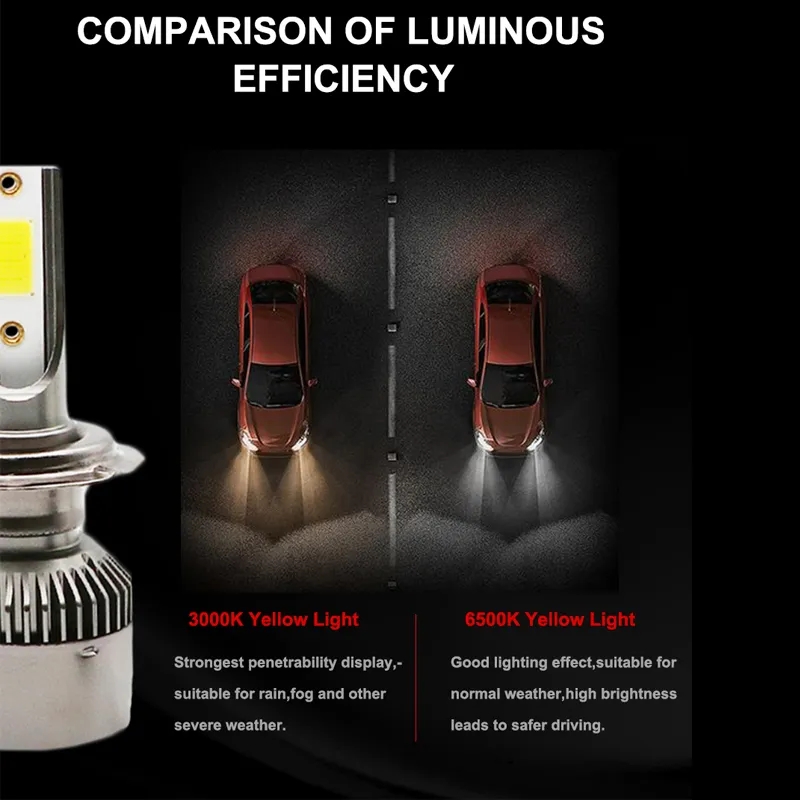 COMPARISON OF LUMINOUS
EFFICIENCY
3000K Yellow Light
Strongest penetrability display,-
suitable for rain,fog and other
severe weather.
6500K Yellow Light
Good lighting effect,suitable for
normal weather,high brightness
leads to safer driving.